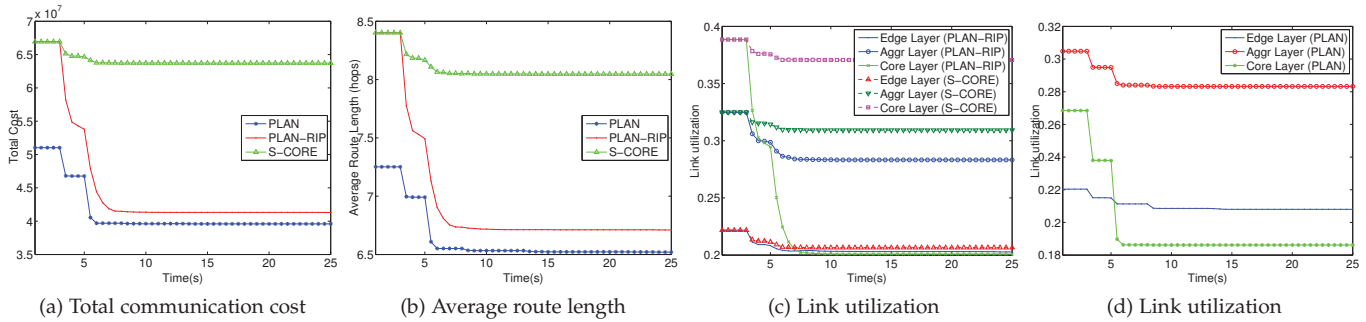 7 x 10^7
6.5
6
5.5
5
4.5
4
3.5
Total Cost
5 10 15 20 25
Time(s)
PLAN
PLAN-RIP
S-CORE
(a) Total communication cost
8.5
8
7.5
7
6.5
Average Route Length (hops)
5 10 15 20 25
Time(s)
PLAN
PLAN-RIP
S-CORE
(b) Average route length
0.4
0.35
0.3
0.25
0.2
Link utilization
5 10 15 20 25
Time(s)
Edge Layer (PLAN-RIP)
Aggr Layer (PLAN-RIP)
Core Layer (PLAN-RIP)
Edge Layer (S-CORE)
Aggr Layer (S-CORE)
Core Layer (S-CORE)
(c) Link utilization
0.32
0.3
0.28
0.26
0.24
0.22
0.2
0.18
Link utilization
5 10 15 20 25
Time(s)
Edge Layer (PLAN)
Aggr Layer (PLAN)
Core Layer (PLAN)
(d) Link utilization